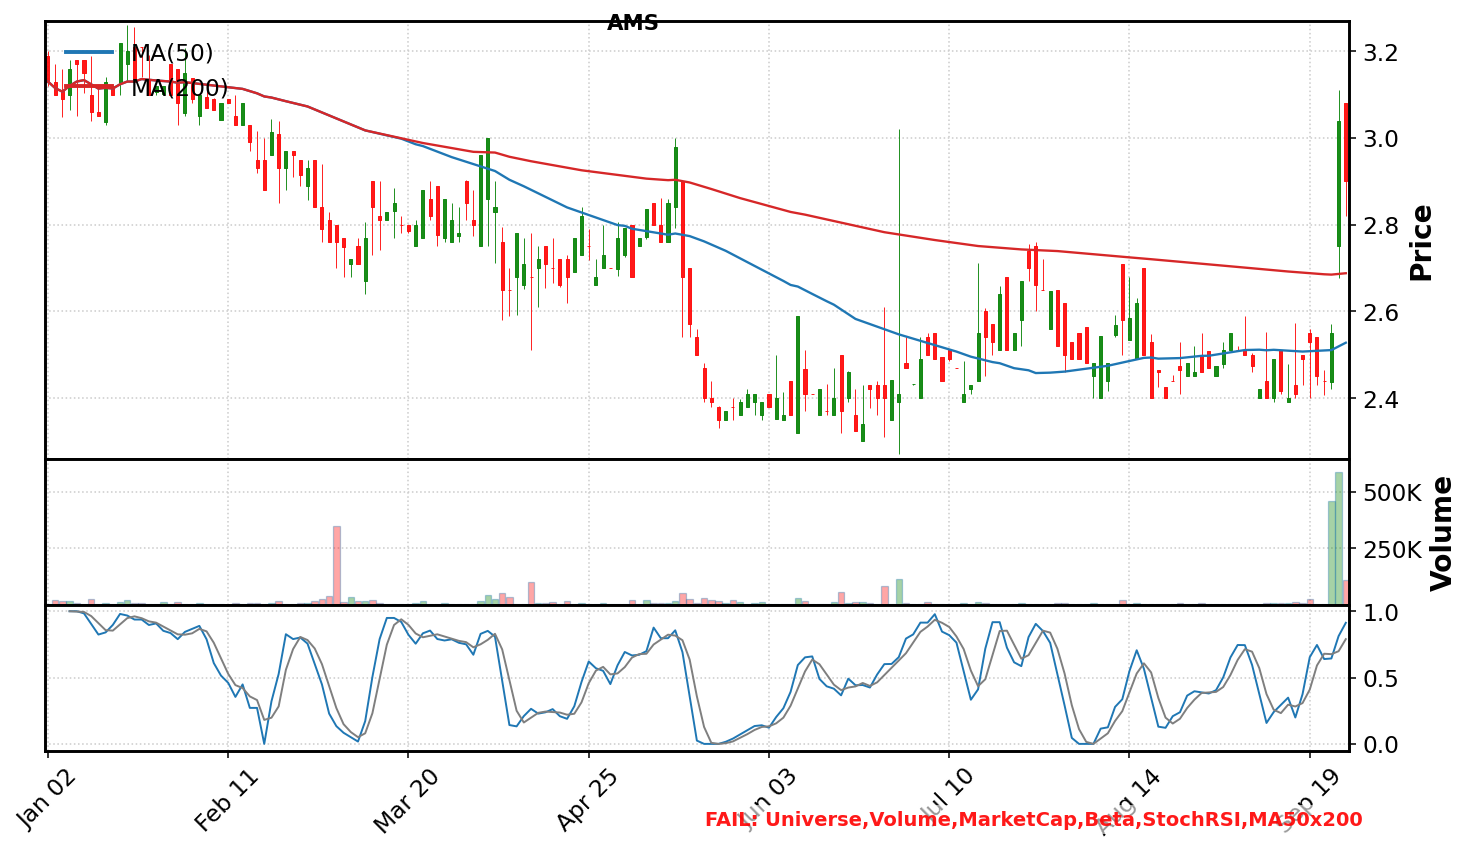 AMS
MA(50)
MA(200)
3.2
3.0
2.8
2.6
2.4
Price
500K
250K
Volume
1.0
0.5
0.0
Jan 02
Feb 11
Mar 20
Apr 25
Jun 03
Jul 10
Aug 14
Sep 19
FAIL: Universe,Volume,MarketCap,Beta,StochRSI,MA50x200